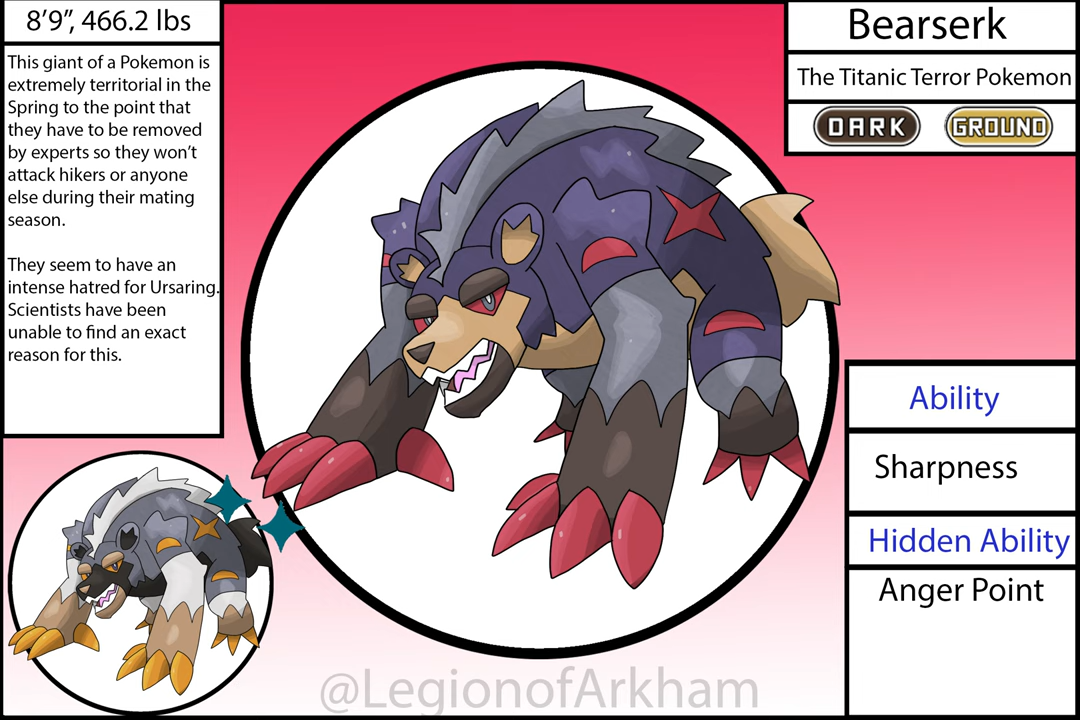 8’9”, 466.2 lbs
This giant of a Pokemon is
extremely territorial in the
Spring to the point that
they have to be removed
by experts so they won’t
attack hikers or anyone
else during their mating
season.
They seem to have an
intense hatred for Ursaring.
Scientists have been
unable to find an exact
reason for this.
Bearserk
The Titanic Terror Pokemon
DARK GROUND
Ability
Sharpness
Hidden Ability
Anger Point
@LegionofArkham